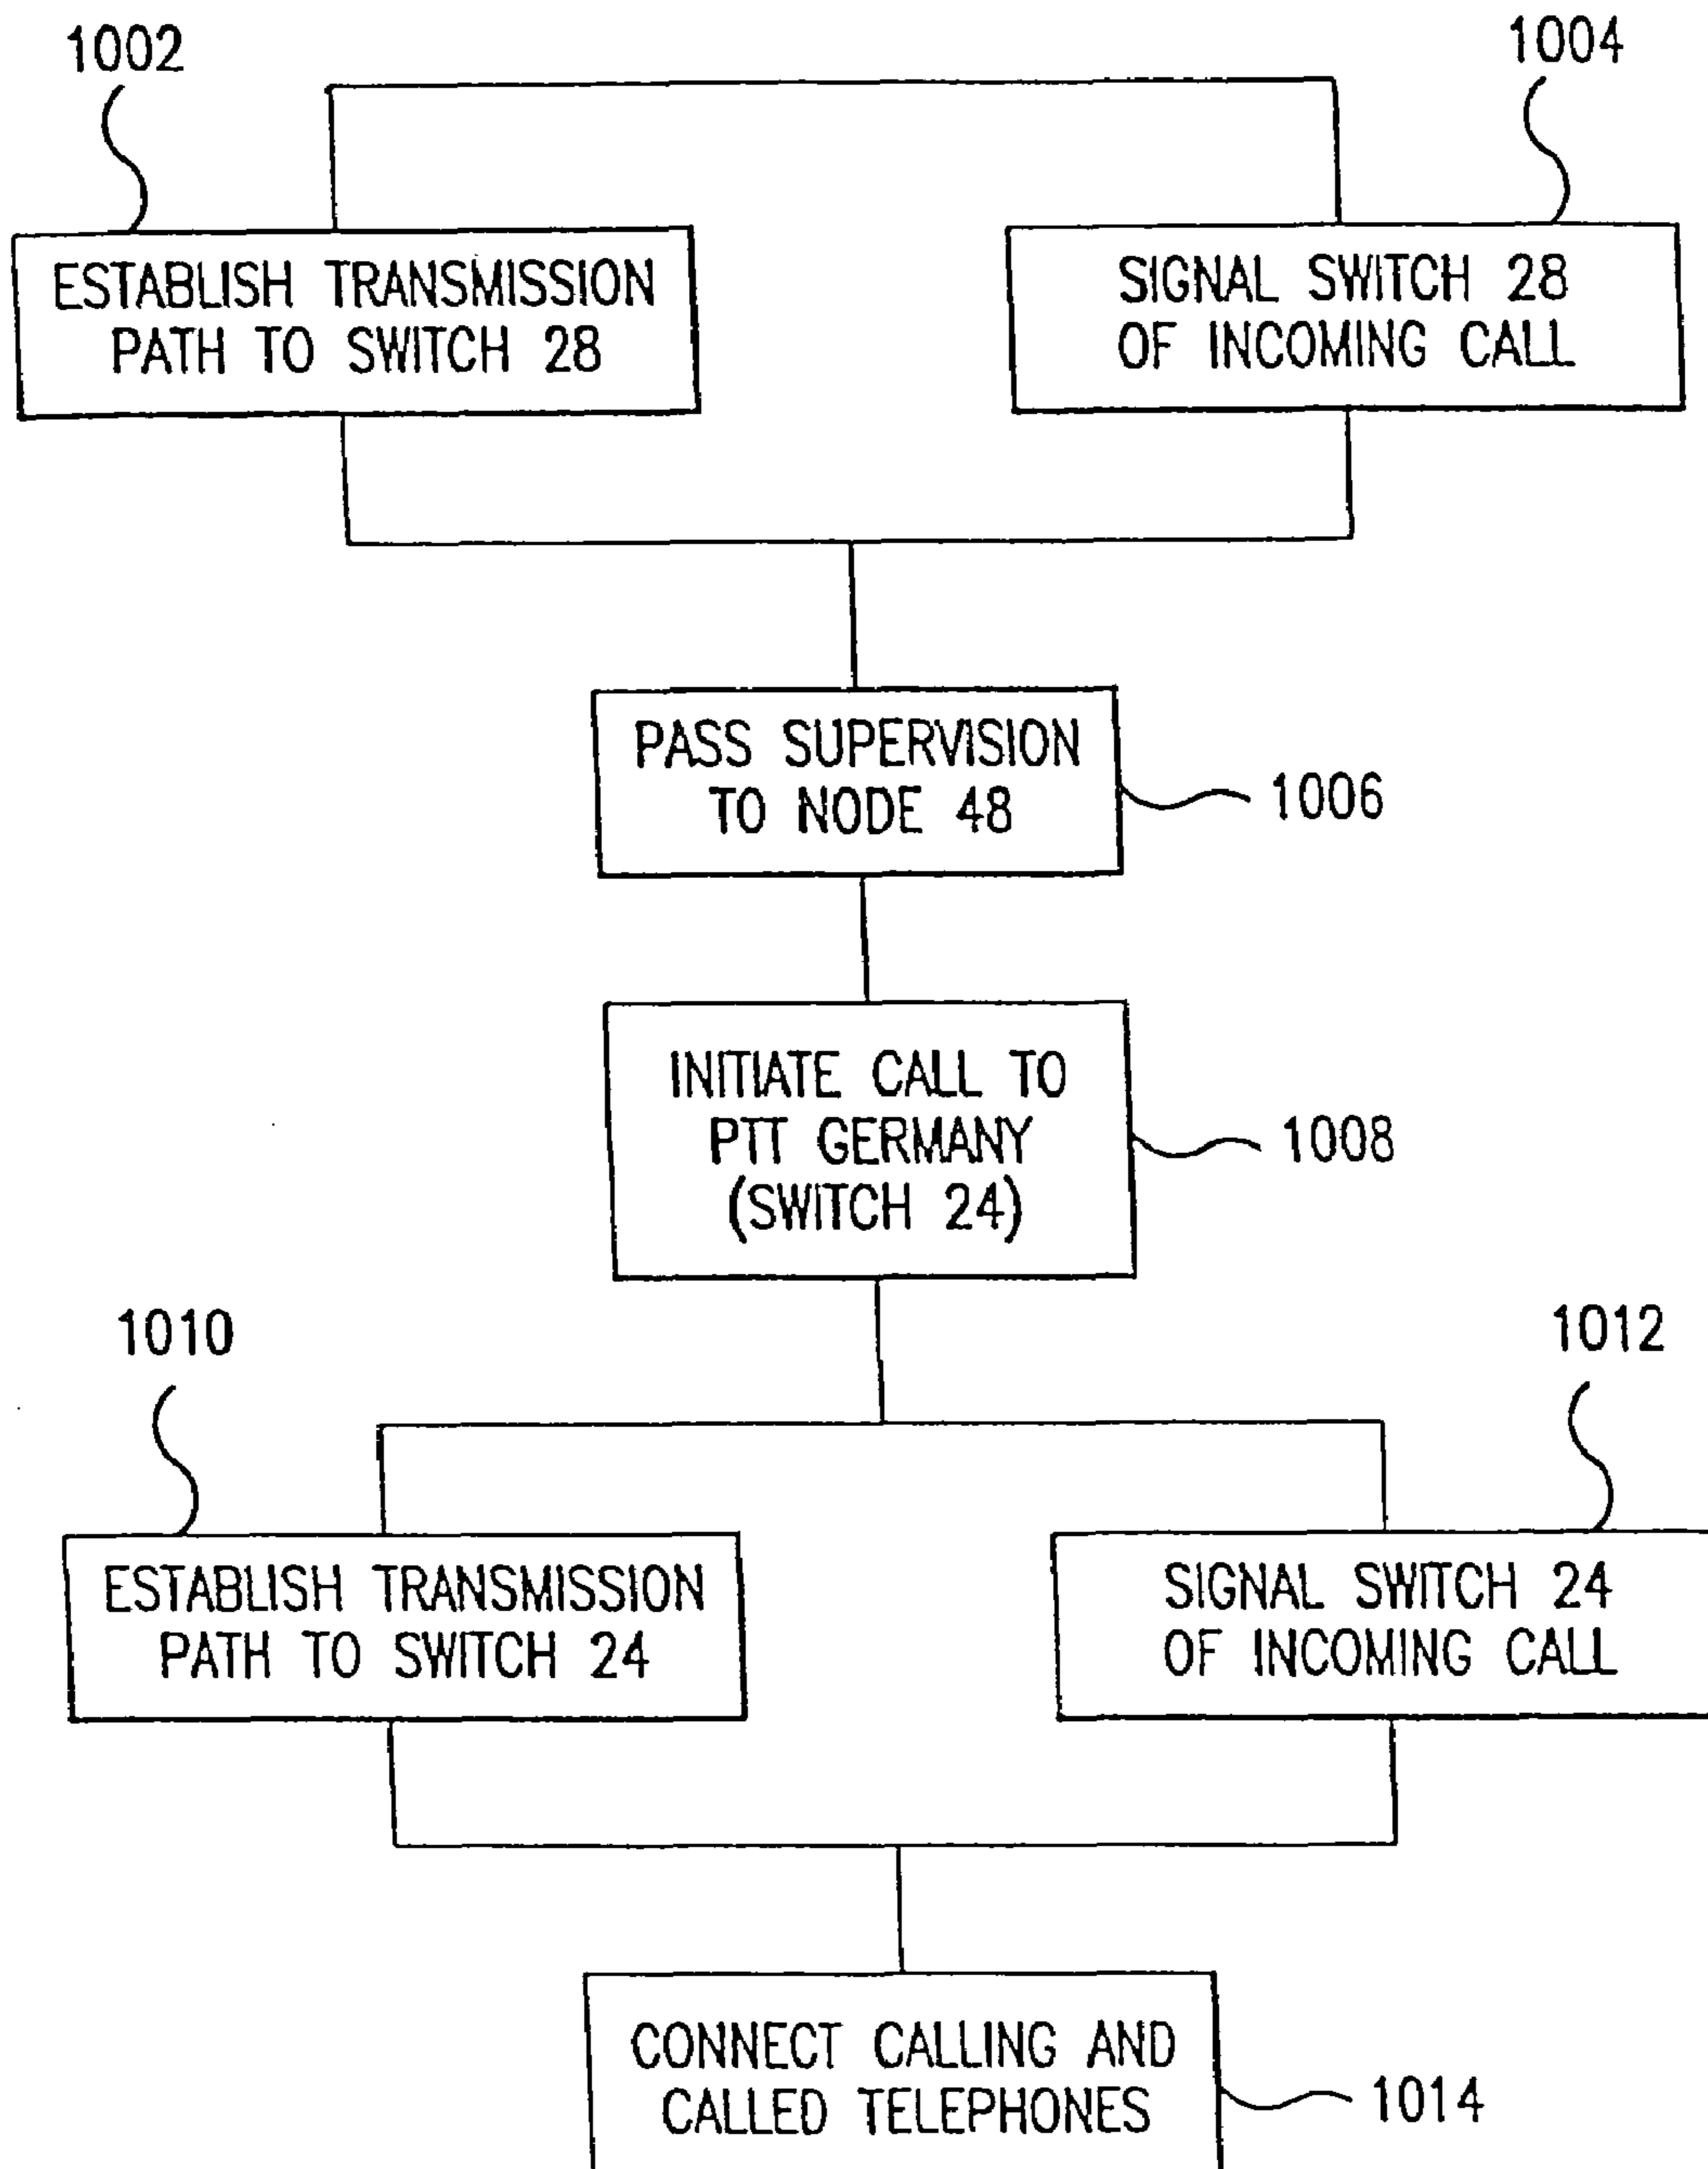 1002
1004
ESTABLISH TRANSMISSION
PATH TO SWITCH 28
SIGNAL SWITCH 28
OF INCOMING CALL
PASS SUPERVISION
TO NODE 48
1006
INITIATE CALL TO
PTT GERMANY
(SWITCH 24)
1008
1010
1012
ESTABLISH TRANSMISSION
PATH TO SWITCH 24
SIGNAL SWITCH 24
OF INCOMING CALL
CONNECT CALLING AND
CALLED TELEPHONES
1014